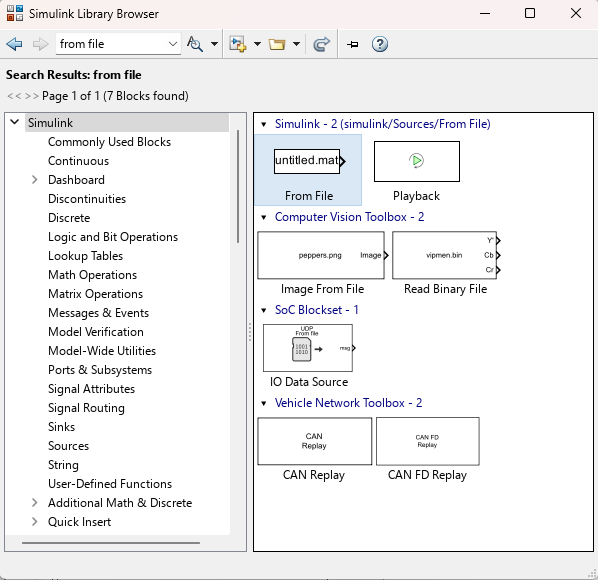 Simulink Library Browser
from file
Search Results: from file
<< >> Page 1 of 1 (7 Blocks found)
Simulink
Commonly Used Blocks
Continuous
Dashboard
Discontinuities
Discrete
Logic and Bit Operations
Lookup Tables
Math Operations
Matrix Operations
Messages & Events
Model Verification
Model-Wide Utilities
Ports & Subsystems
Signal Attributes
Signal Routing
Sinks
Sources
String
User-Defined Functions
Additional Math & Discrete
Quick Insert
Simulink - 2 (simulink/Sources/From File)
untitled.mat
From File
Playback
Computer Vision Toolbox - 2
peppers.png Image
Image From File
vipmen.bin
Y'
Cb
Cr
Read Binary File
SoC Blockset - 1
UDP
From file
1001
1010
msg
IO Data Source
Vehicle Network Toolbox - 2
CAN
Replay
CAN Replay
CAN FD
Replay
CAN FD Replay